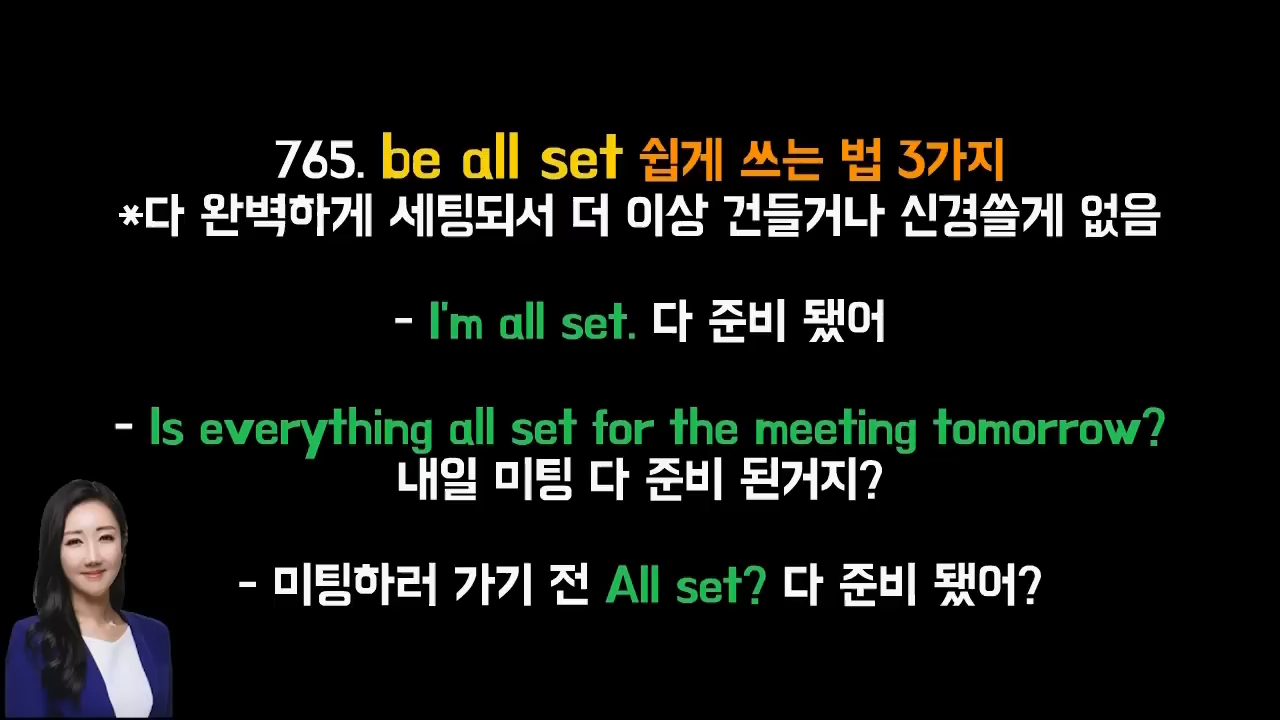 765. be all set 쉽게 쓰는 법 3가지
*다 완벽하게 세팅되서 더 이상 건들거나 신경쓸게 없음
- I'm all set. 다 준비 됐어
- Is everything all set for the meeting tomorrow?
내일 미팅 다 준비 된거지?
- 미팅하러 가기 전 All set? 다 준비 됐어?